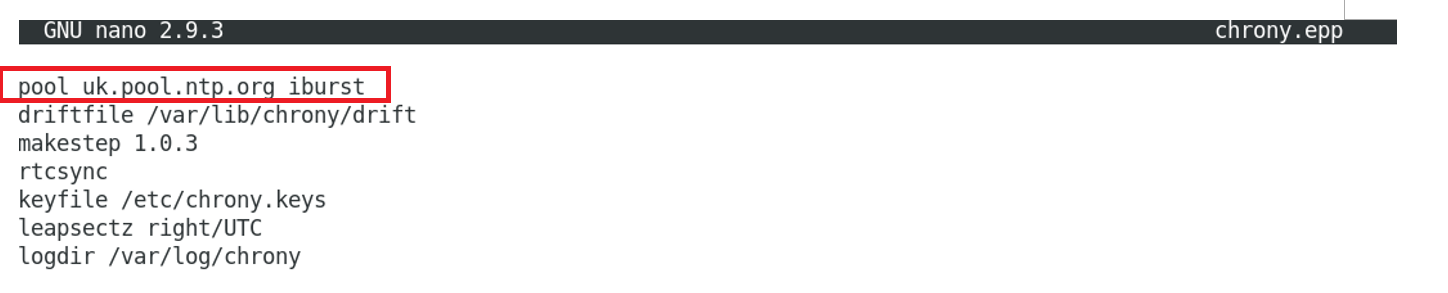 GNU nano 2.9.3 chrony.epp
pool uk.pool.ntp.org iburst
driftfile /var/lib/chrony/drift
makestep 1.0.3
rtcsync
keyfile /etc/chrony.keys
leapsectz right/UTC
logdir /var/log/chrony